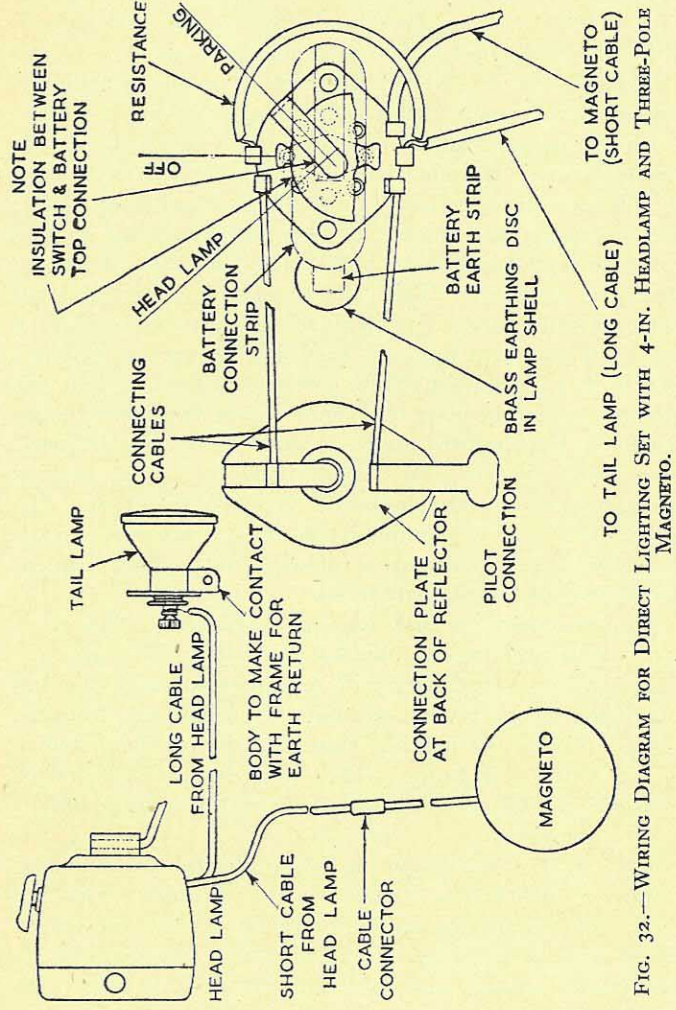 NOTE
INSULATION BETWEEN
SWITCH & BATTERY
TOP CONNECTION
RESISTANCE
PARKING
OFF
HEAD LAMP
BATTERY
CONNECTION
STRIP
CONNECTING
CABLES
TAIL LAMP
LONG CABLE
FROM HEAD LAMP
BODY TO MAKE CONTACT
WITH FRAME FOR
EARTH RETURN
HEAD LAMP
SHORT CABLE
FROM
HEAD LAMP
CABLE
CONNECTOR
MAGNETO
CONNECTION PLATE
AT BACK OF REFLECTOR
PILOT
CONNECTION
BRASS EARTHING DISC
IN LAMP SHELL
BATTERY
EARTH STRIP
TO MAGNETO
(SHORT CABLE)
TO TAIL LAMP (LONG CABLE)
FIG. 32.—WIRING DIAGRAM FOR DIRECT LIGHTING SET WITH 4-IN. HEADLAMP AND THREE-POLE
MAGNETO.